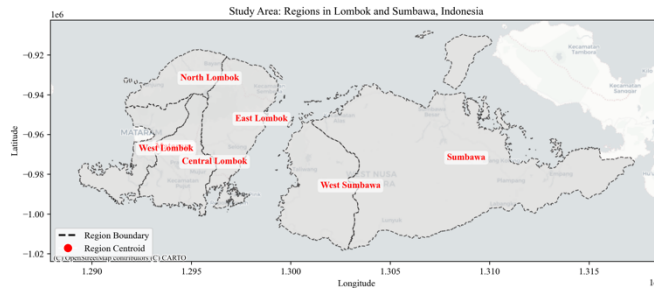 Study Area: Regions in Lombok and Sumbawa, Indonesia
1e6
−0.92
−0.94
−0.96
−0.98
−1.00
−1.02
Latitude
North Lombok
East Lombok
MATARAM
West Lombok
Central Lombok
Sumbawa
West Sumbawa
WEST NUSA
Region Boundary
Region Centroid
(C) OpenStreetMap contributors (C) CARTO
1.290
1.295
1.300
1.305
1.310
1.315
Longitude